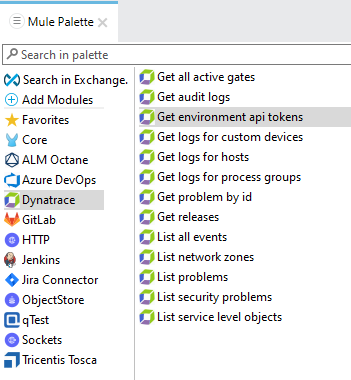 Mule Palette
Search in palette
Search in Exchange.
Add Modules
Favorites
Core
ALM Octane
Azure DevOps
Dynatrace
GitLab
HTTP
Jenkins
Jira Connector
ObjectStore
qTest
Sockets
Tricentis Tosca
Get all active gates
Get audit logs
Get environment api tokens
Get logs for custom devices
Get logs for hosts
Get logs for process groups
Get problem by id
Get releases
List all events
List network zones
List problems
List security problems
List service level objects